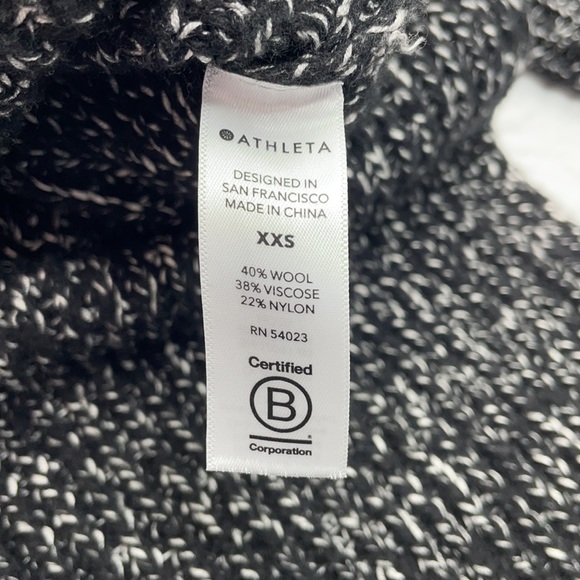 ATHLETA
DESIGNED IN
SAN FRANCISCO
MADE IN CHINA
XXS
40% WOOL
38% VISCOSE
22% NYLON
RN 54023
Certified
B
®
Corporation